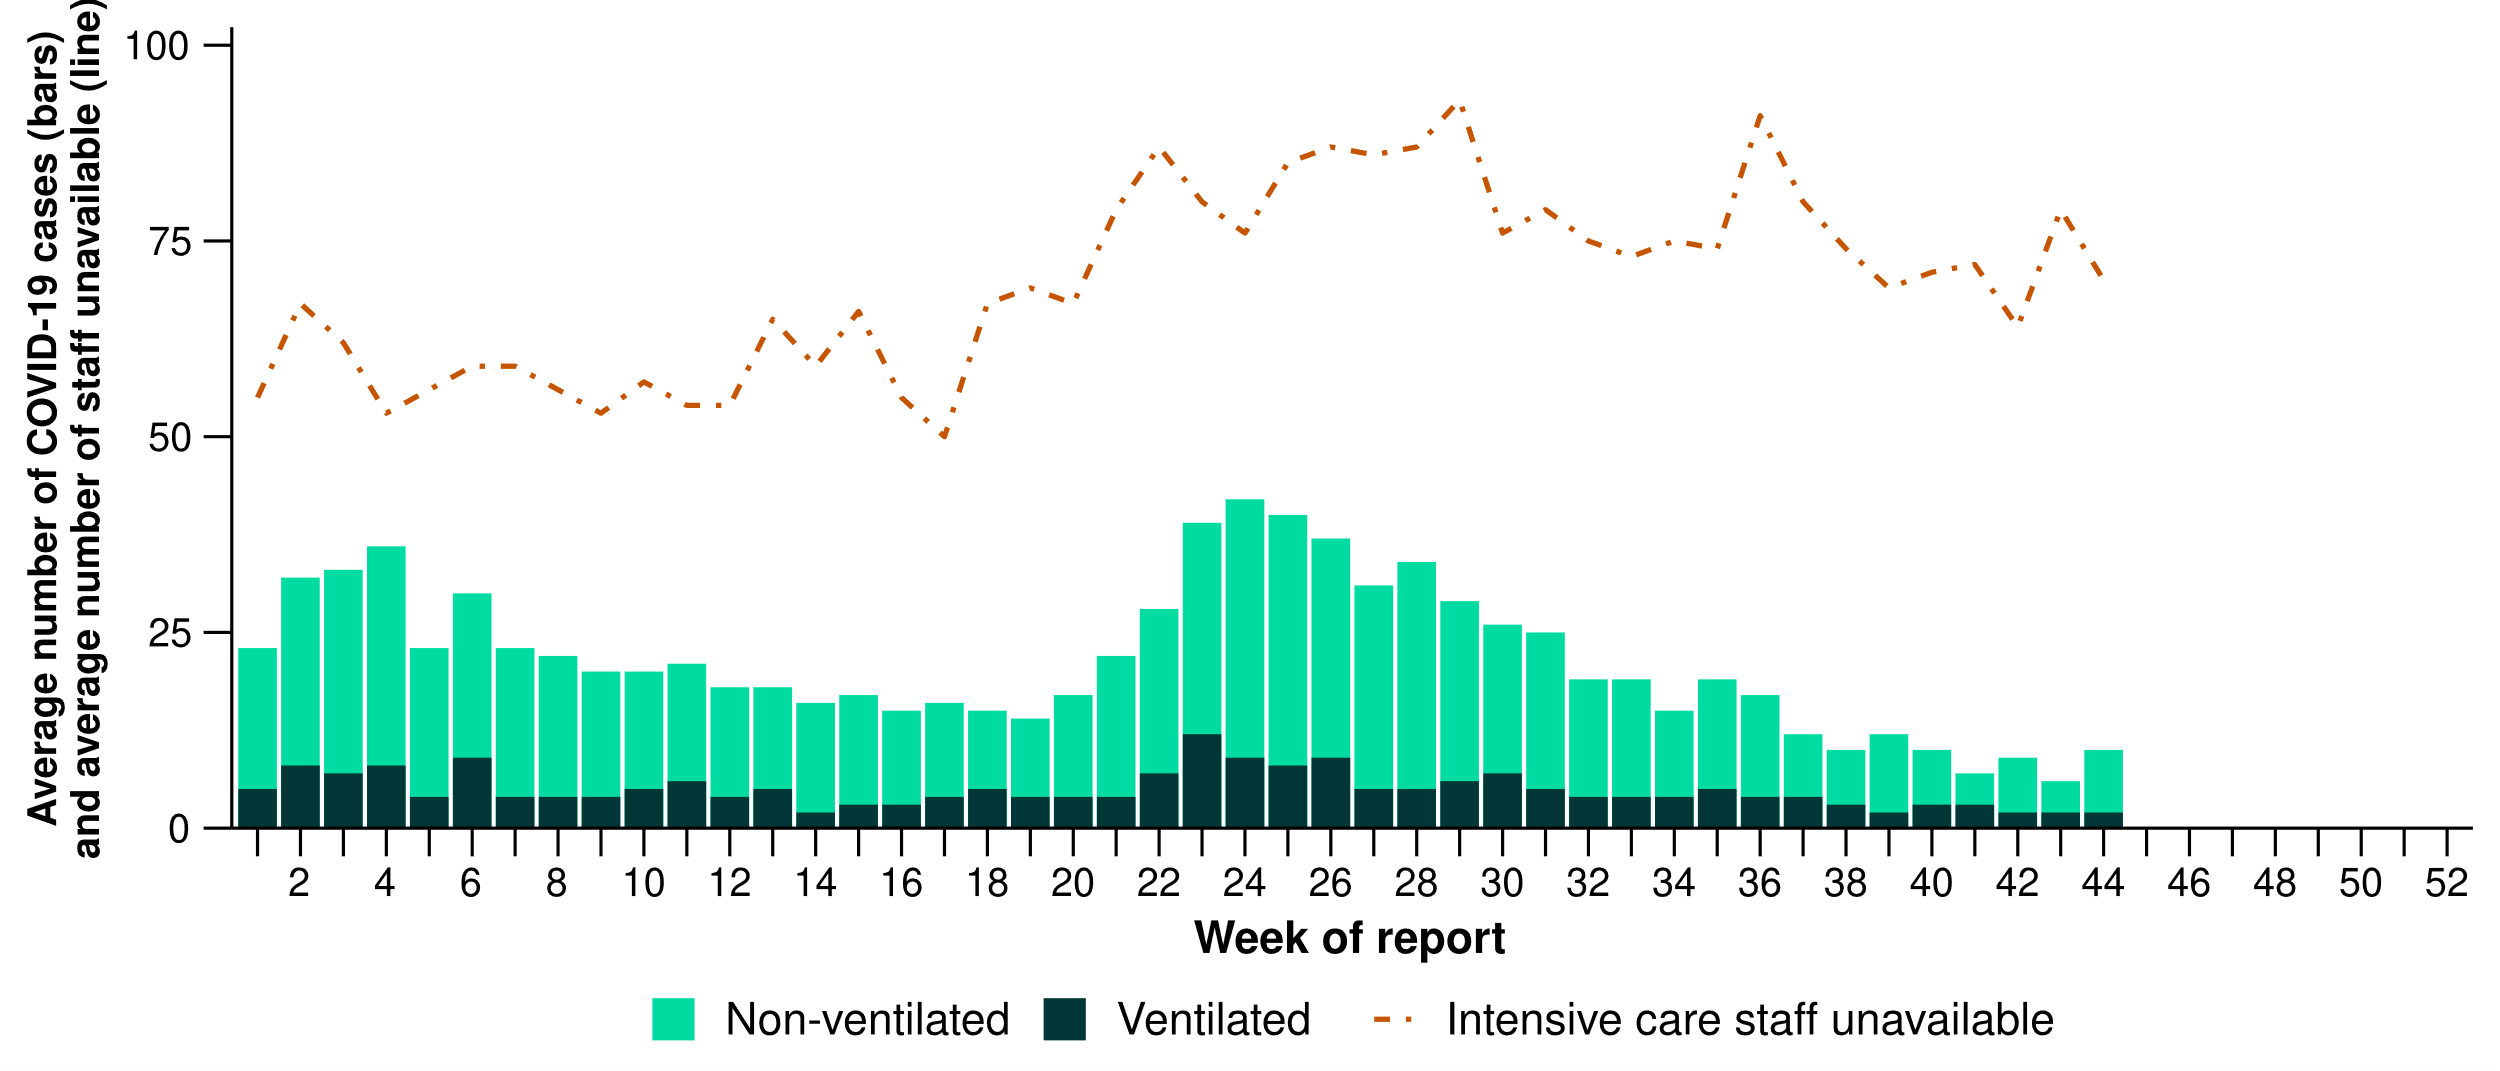 Average number of COVID-19 cases (bars)
and average number of staff unavailable (line)
100
75
50
25
0
2 4 6 8 10 12 14 16 18 20 22 24 26 28 30 32 34 36 38 40 42 44 46 48 50 52
Week of report
Non-ventilated Ventilated Intensive care staff unavailable